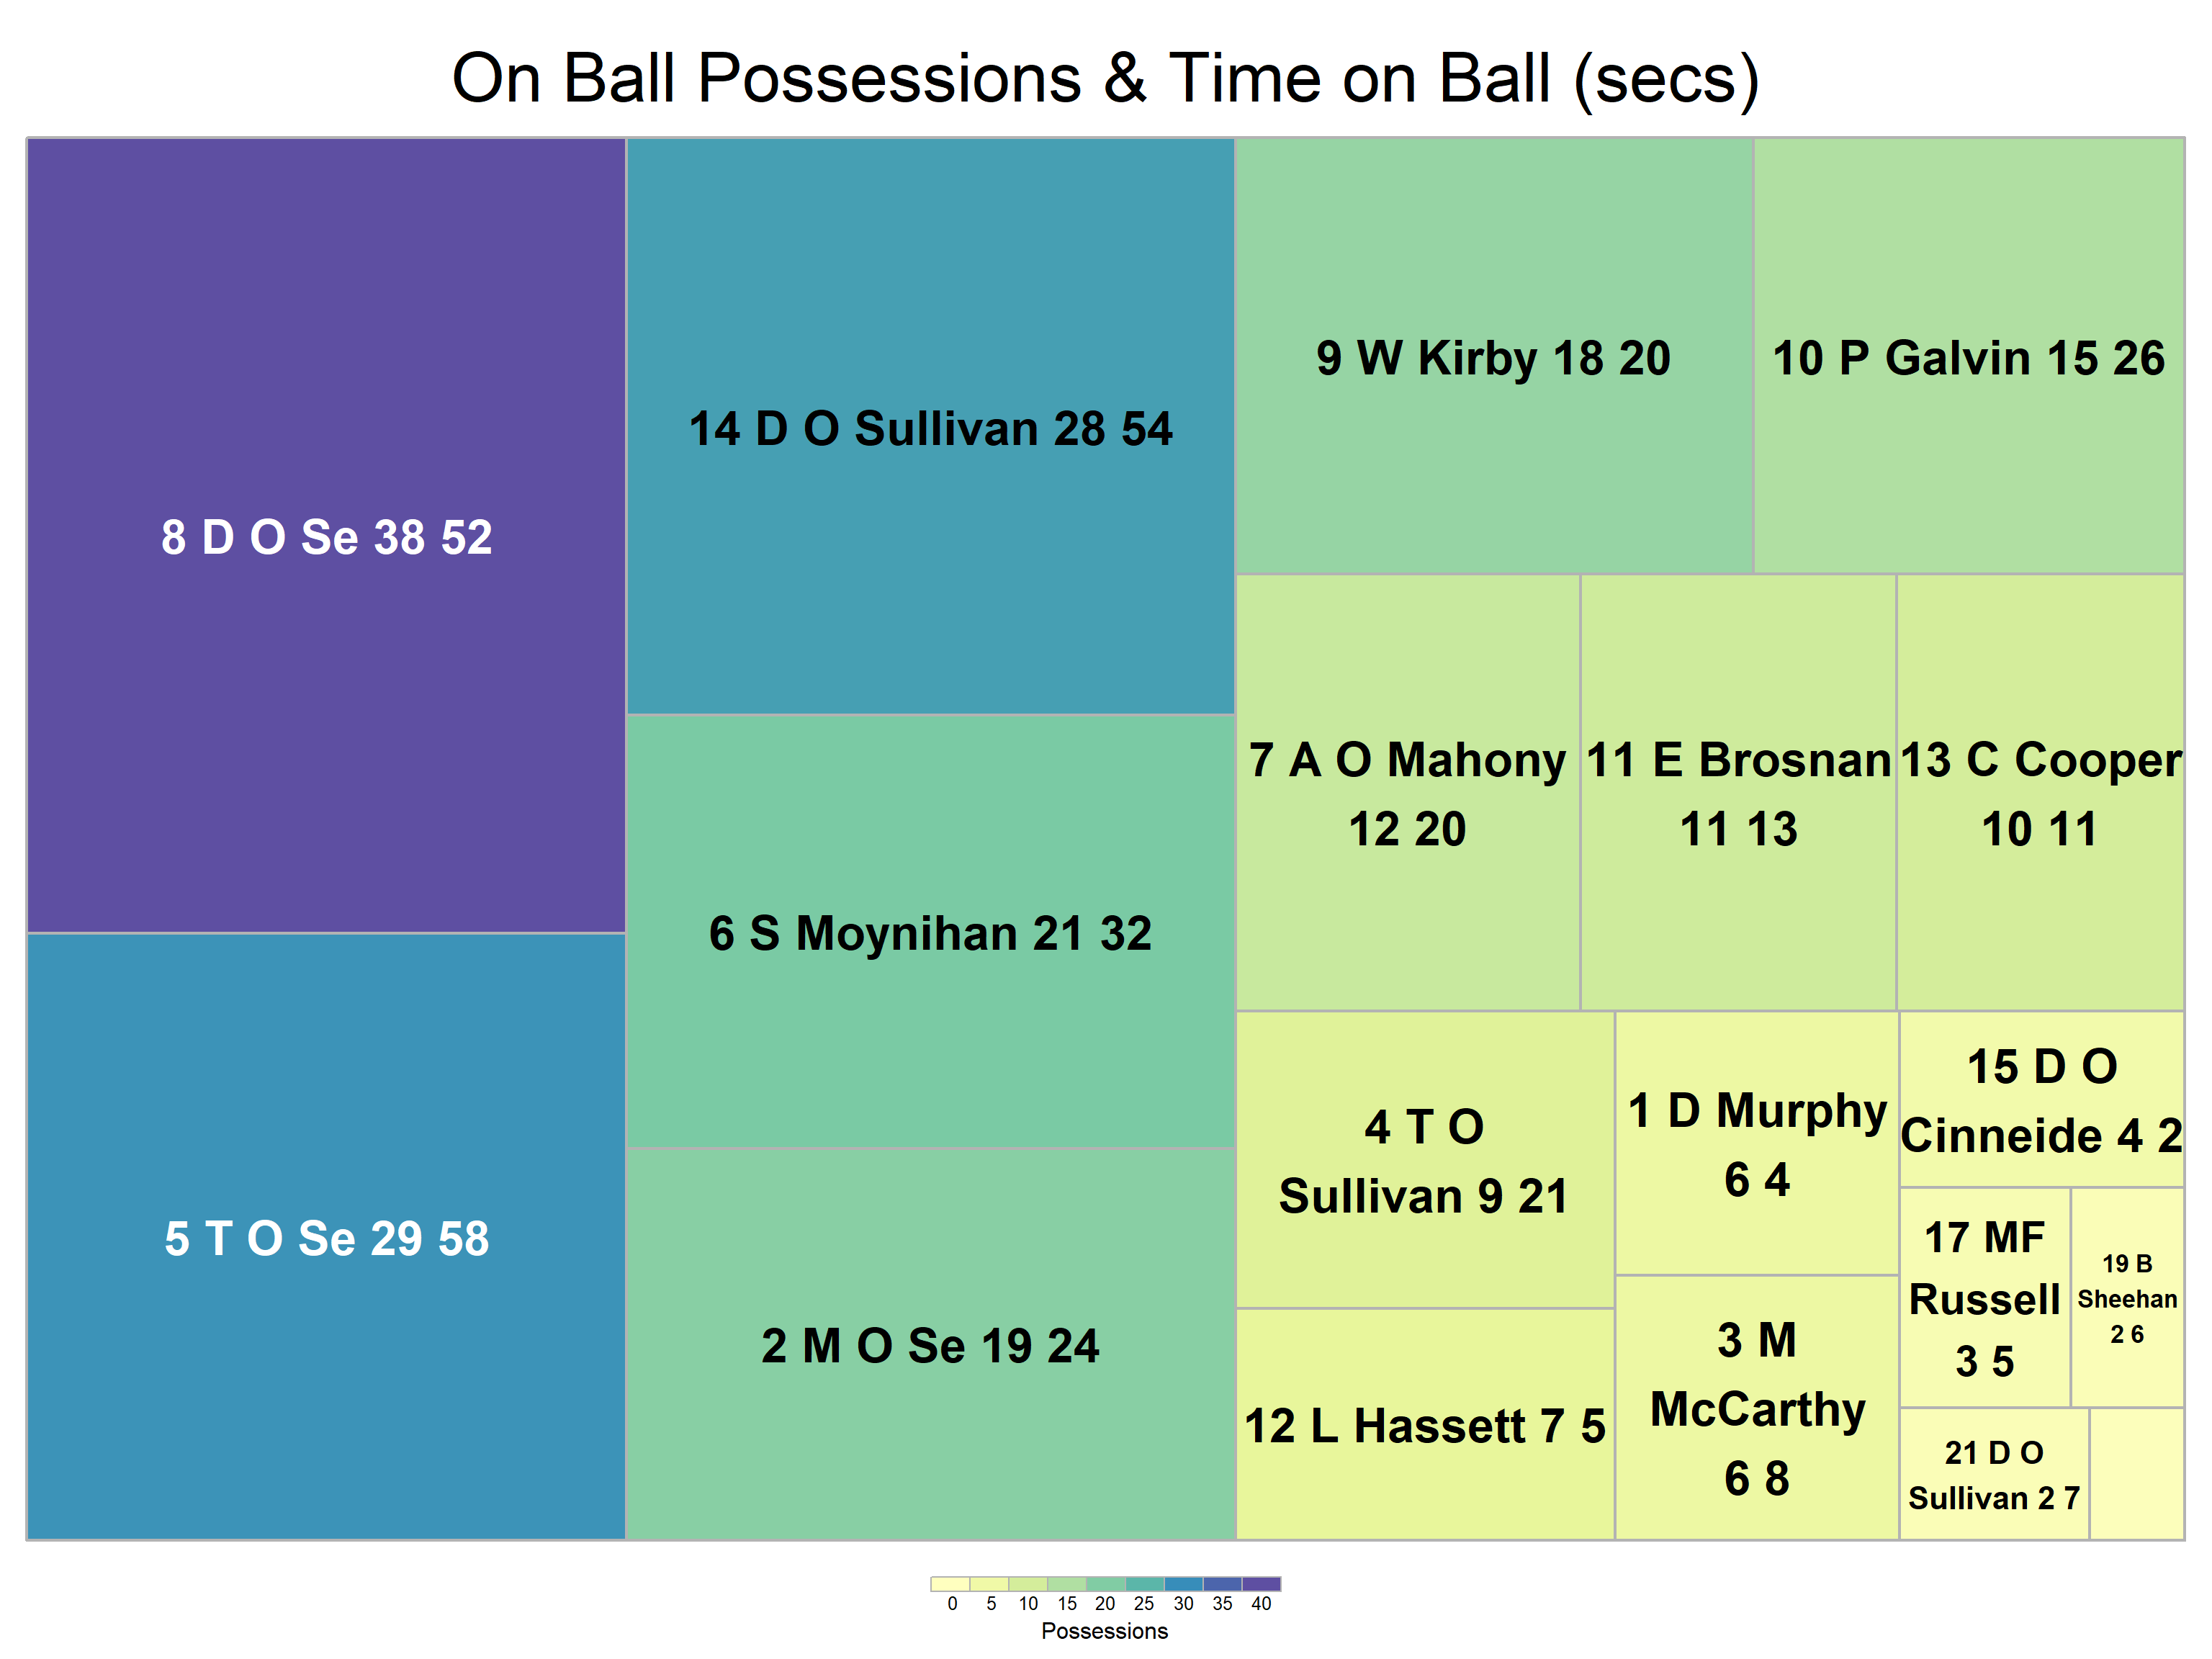 On Ball Possessions & Time on Ball (secs)
8 D O Se 38 52
5 T O Se 29 58
14 D O Sullivan 28 54
6 S Moynihan 21 32
2 M O Se 19 24
9 W Kirby 18 20
10 P Galvin 15 26
7 A O Mahony
12 20
11 E Brosnan
11 13
13 C Cooper
10 11
4 T O
Sullivan 9 21
12 L Hassett 7 5
1 D Murphy
6 4
3 M
McCarthy
6 8
15 D O
Cinneide 4 2
17 MF
Russell
3 5
19 B
Sheehan
2 6
21 D O
Sullivan 2 7
0 5 10 15 20 25 30 35 40
Possessions